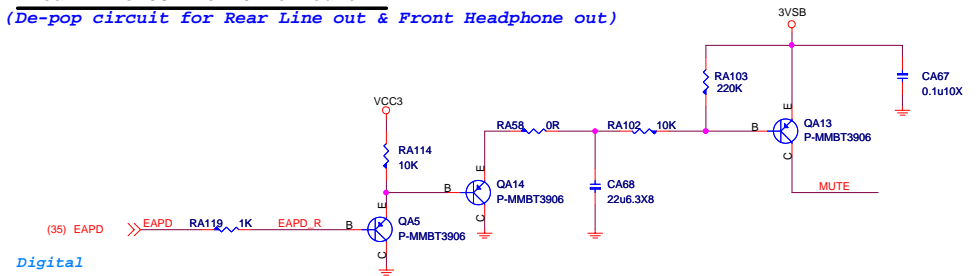 (De-pop circuit for Rear Line out & Front Headphone out)
3VSB
RA103
220K
CA67
0.1u10X
VCC3
RA58 0R
RA102 10K
E
B
QA13
P-MMBT3906
C
RA114
10K
E
B
QA14
P-MMBT3906
C
CA68
22u6.3X8
MUTE
E
QA5
P-MMBT3906
(35) EAPD
EAPD
RA119 1K
EAPD_R
B
C
Digital